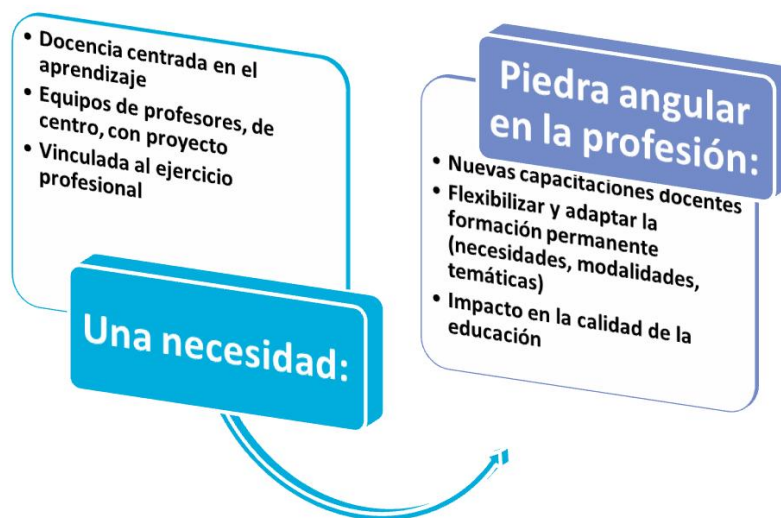 • Docencia centrada en el
aprendizaje
• Equipos de profesores, de
centro, con proyecto
• Vinculada al ejercicio
profesional
Una necesidad:
Piedra angular
en la profesión:
• Nuevas capacitaciones docentes
• Flexibilizar y adaptar la
formación permanente
(necesidades, modalidades,
temáticas)
• Impacto en la calidad de la
educación